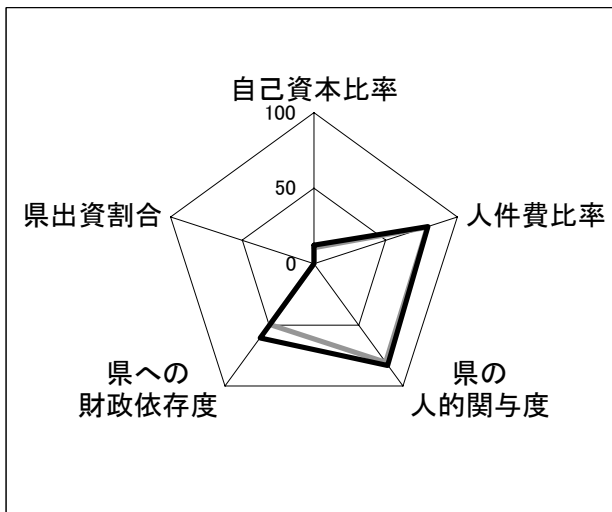 自己資本比率
100
50
0
県出資割合
人件費比率
県への
財政依存度
県の
人的関与度